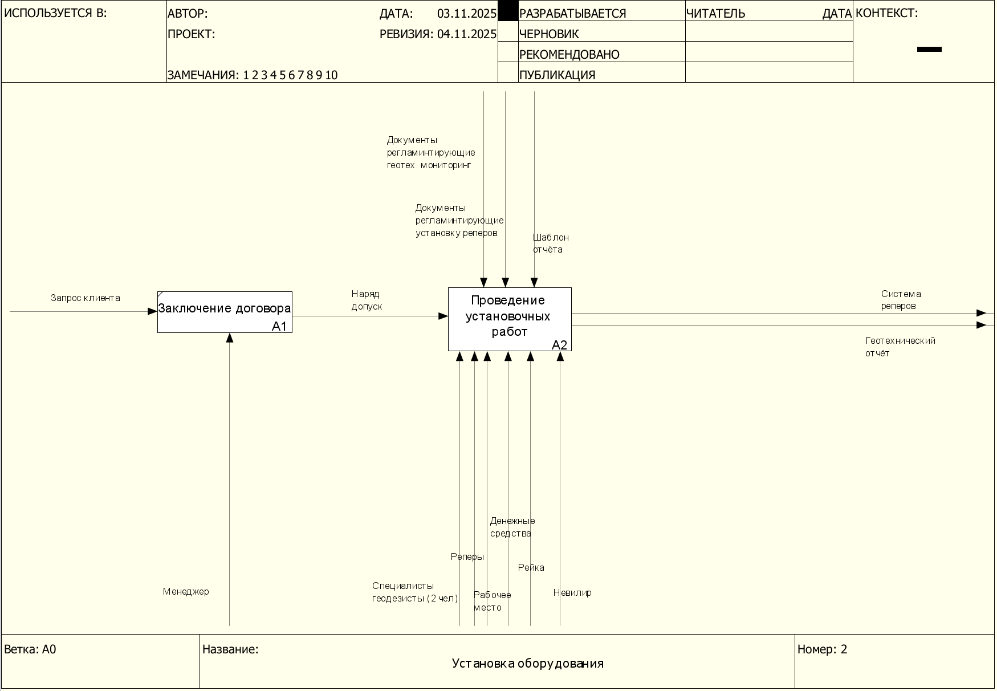 ИСПОЛЬЗУЕТСЯ В:
АВТОР:
ДАТА: 03.11.2025
РАЗРАБАТЫВАЕТСЯ
ЧИТАТЕЛЬ
ДАТА
КОНТЕКСТ:
ПРОЕКТ:
РЕВИЗИЯ: 04.11.2025
ЧЕРНОВИК
РЕКОМЕНДОВАНО
ЗАМЕЧАНИЯ: 1 2 3 4 5 6 7 8 9 10
ПУБЛИКАЦИЯ
Документы
регламинтирующие
геотех. мониторинг
Документы
регламинтирующие
установку реперов
Шаблон
отчёта
Запрос клиента
Заключение договора
A1
Наряд
допуск
Проведение
установочных
работ
A2
Система
реперов
Геотехнический
отчёт
Денежные
средства
Реперы
Рейка
Менеджер
Специалисты
геодезисты (2 чел)
Рабочее
место
Невилир
Ветка: A0
Название:
Установка оборудования
Номер: 2